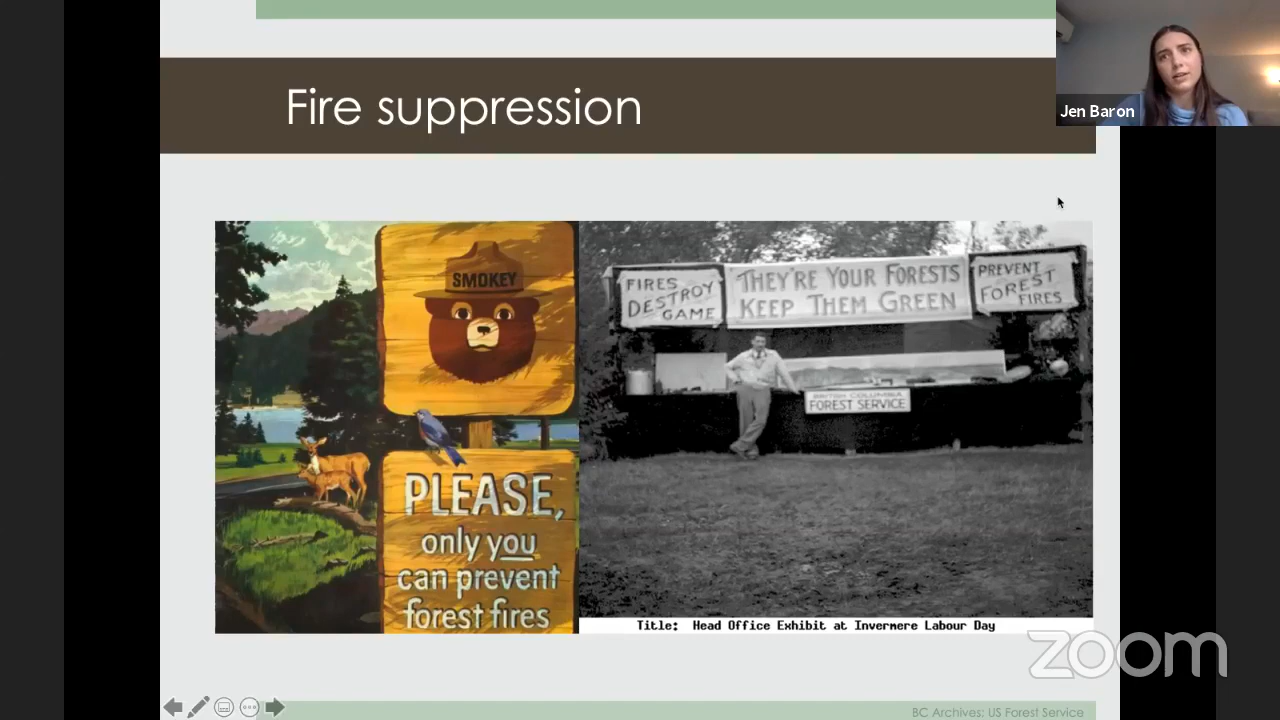 Fire suppression
Jen Baron
SMOKEY
PLEASE,
only you
can prevent
forest fires
FIRES
DESTROY
GAME
THEY'RE YOUR FORESTS
KEEP THEM GREEN
PREVENT
FOREST
FIRES
BRITISH COLUMBIA
FOREST SERVICE
Title: Head Office Exhibit at Invermere Labour Day
zoom
BC Archives: US Forest Service